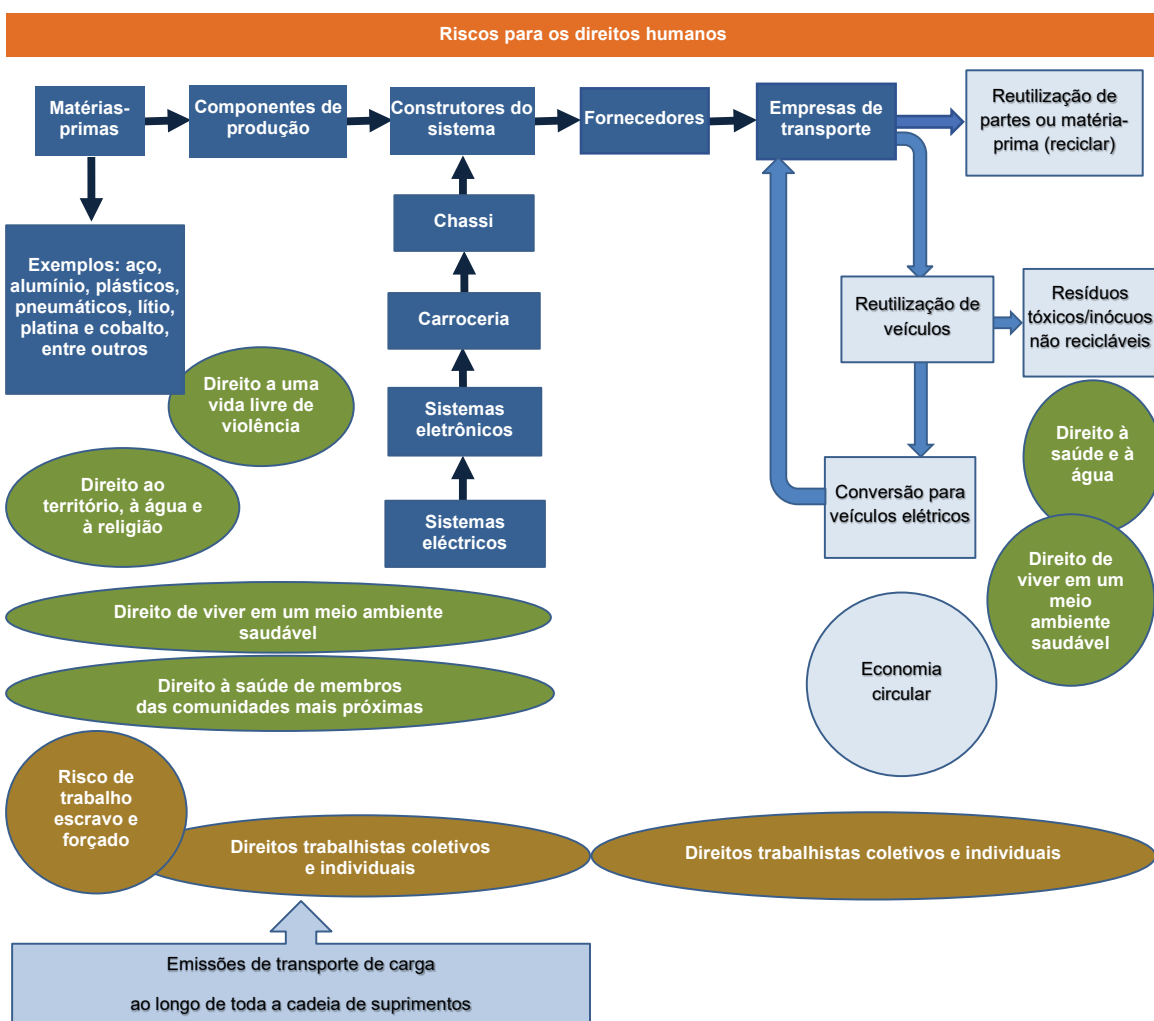 Riscos para os direitos humanos
Matérias-
primas
Componentes de
produção
Construtores do
sistema
Fornecedores
Empresas de
transporte
Reutilização de
partes ou matéria-
prima (reciclar)
Chassi
Exemplos: aço,
alumínio, plásticos,
pneumáticos, lítio,
platina e cobalto,
entre outros
Carroceria
Reutilização de
veículos
Resíduos
tóxicos/inócuos
não recicláveis
Direito a uma
vida livre de
violência
Sistemas
eletrônicos
Direito à
saúde e à
água
Direito ao
território, à água e
à religião
Sistemas
eléctricos
Conversão para
veículos elétricos
Direito de
viver em um
meio
ambiente
saudável
Direito de viver em um meio ambiente
saudável
Direito à saúde de membros
das comunidades mais próximas
Economia
circular
Risco de
trabalho
escravo e
forçado
Direitos trabalhistas coletivos
e individuais
Direitos trabalhistas coletivos e individuais
Emissões de transporte de carga
ao longo de toda a cadeia de suprimentos